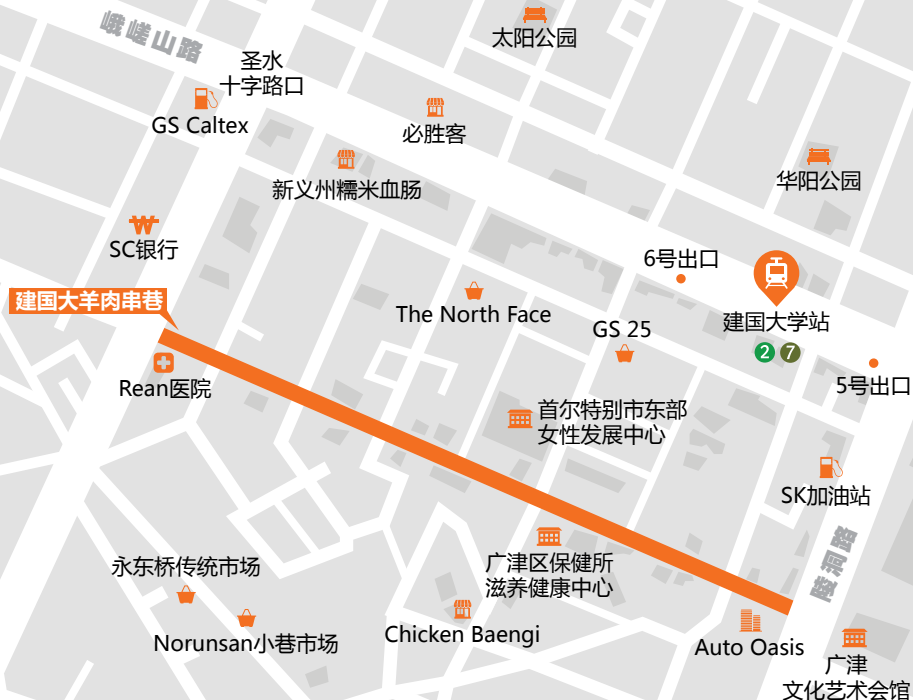 峨嵯山路
太阳公园
圣水
十字路口
GS Caltex
必胜客
新义州糯米血肠
华阳公园
SC银行
6号出口
建国大羊肉串巷
The North Face
GS 25
建国大学站
2 7
Rean医院
5号出口
首尔特别市东部
女性发展中心
SK加油站
隧洞路
广津区保健所
滋养健康中心
永东桥传统市场
Norunsan小巷市场
Chicken Baengi
Auto Oasis
广津
文化艺术会馆